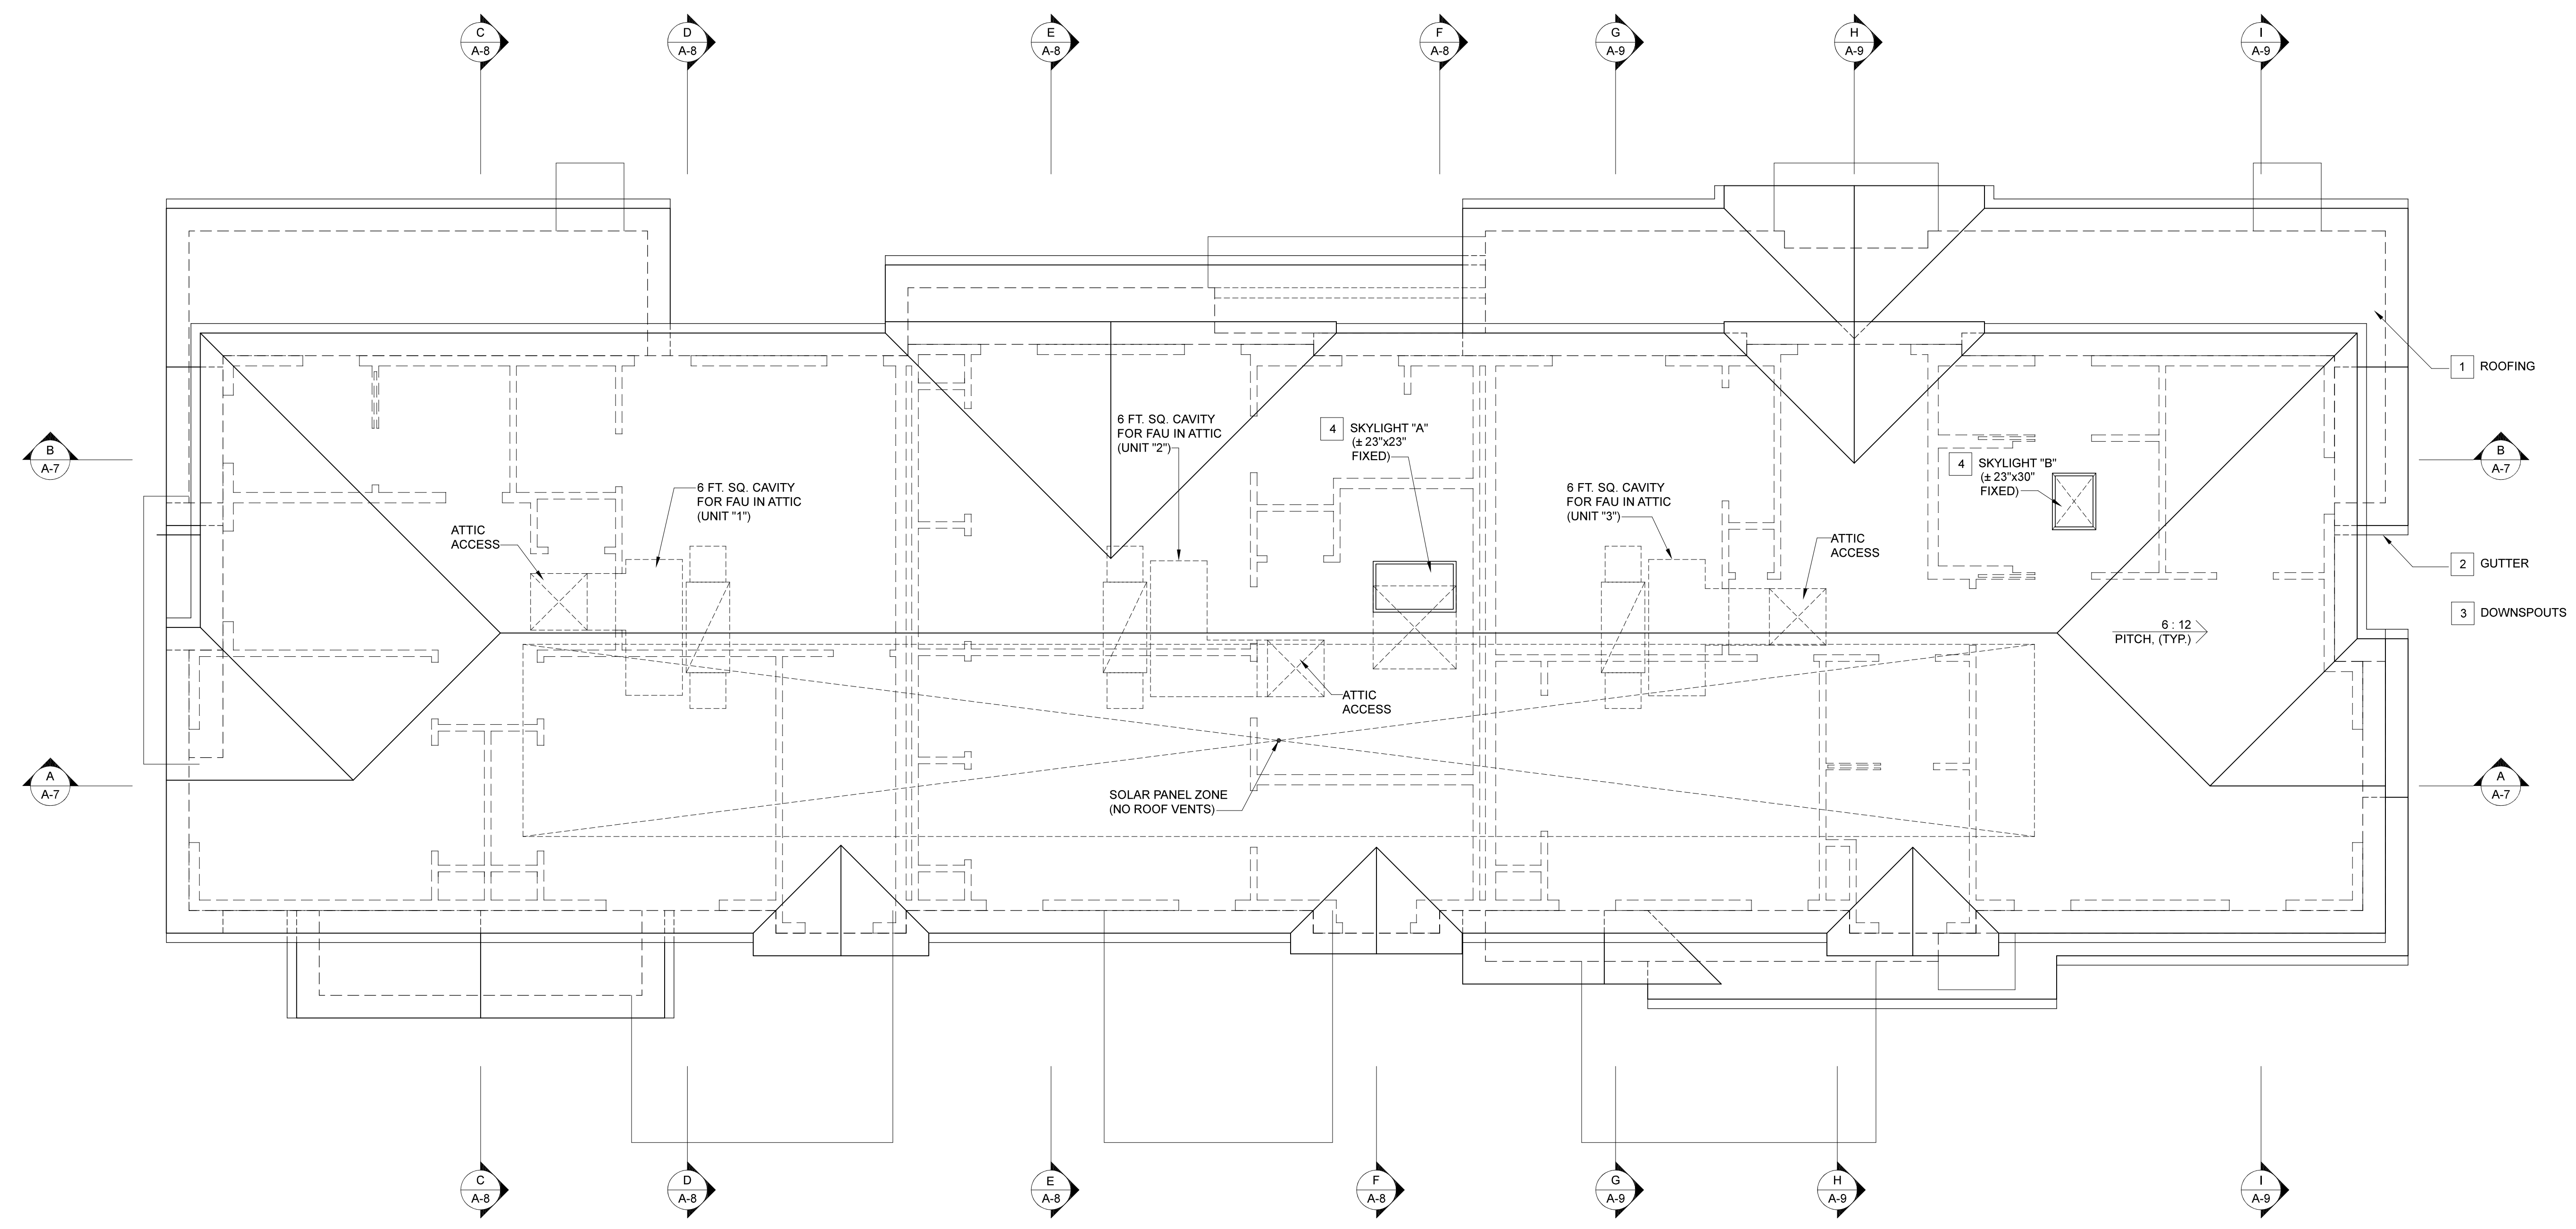 C
A-8
D
A-8
E
A-8
F
A-8
G
A-9
H
A-9
I
A-9
1 ROOFING
6 FT. SQ. CAVITY
FOR FAU IN ATTIC
(UNIT "2")
4 SKYLIGHT "A"
(± 23"x23"
FIXED)
B
A-7
4 SKYLIGHT "B"
(± 23"x30"
FIXED)
B
A-7
6 FT. SQ. CAVITY
FOR FAU IN ATTIC
(UNIT "1")
6 FT. SQ. CAVITY
FOR FAU IN ATTIC
(UNIT "3")
ATTIC
ACCESS
ATTIC
ACCESS
2 GUTTER
3 DOWNSPOUTS
6 : 12
PITCH, (TYP.)
ATTIC
ACCESS
A
A-7
SOLAR PANEL ZONE
(NO ROOF VENTS)
A
A-7
C
A-8
D
A-8
E
A-8
F
A-8
G
A-9
H
A-9
I
A-9